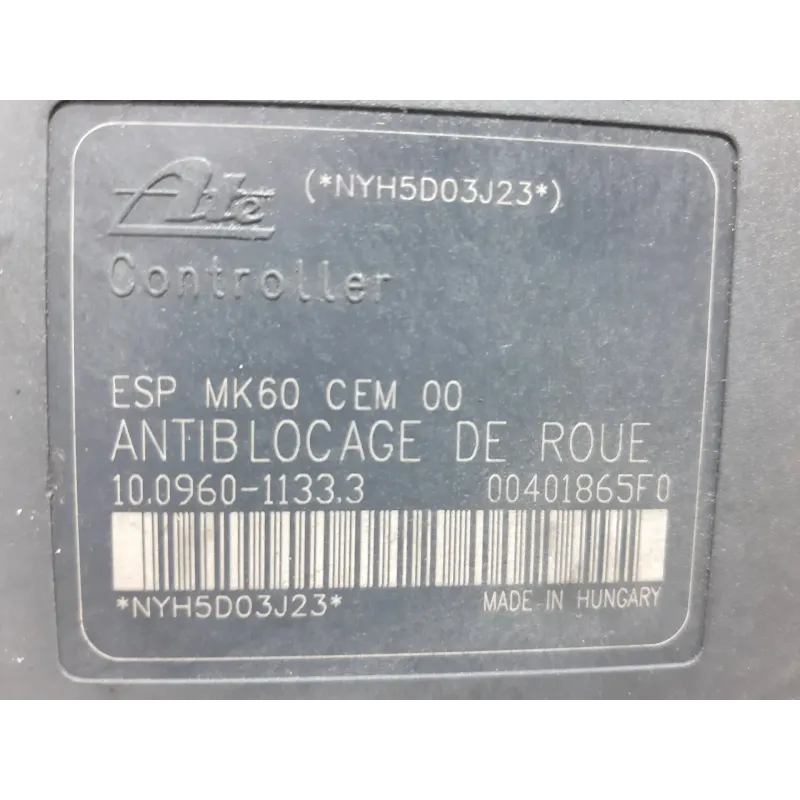 Ate (*NYH5D03J23*)
Controller
ESP MK60 CEM 00
ANTIBLOCAGE DE ROUE
10.0960-1133.3 00401865F0
*NYH5D03J23* MADE IN HUNGARY